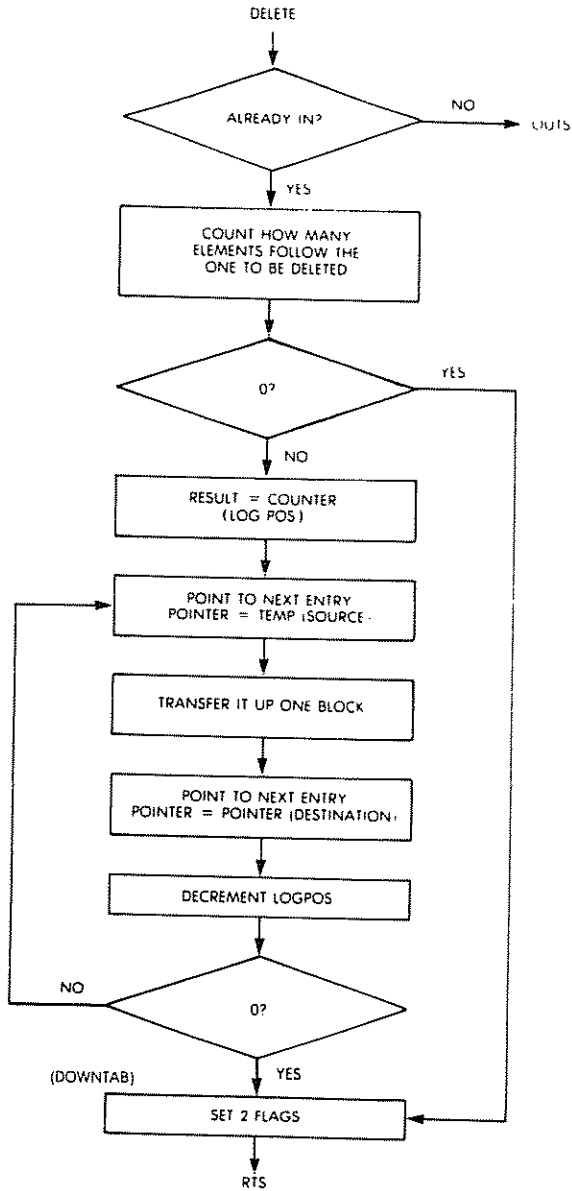 DELETE
ALREADY IN?
NO
OUTS
YES
COUNT HOW MANY
ELEMENTS FOLLOW THE
ONE TO BE DELETED
0?
YES
NO
RESULT = COUNTER
(LOG POS)
POINT TO NEXT ENTRY
POINTER = TEMP (SOURCE)
TRANSFER IT UP ONE BLOCK
POINT TO NEXT ENTRY
POINTER = POINTER (DESTINATION)
DECREMENT LOGPOS
NO
0?
YES
(DOWNTAB)
SET 2 FLAGS
RTS